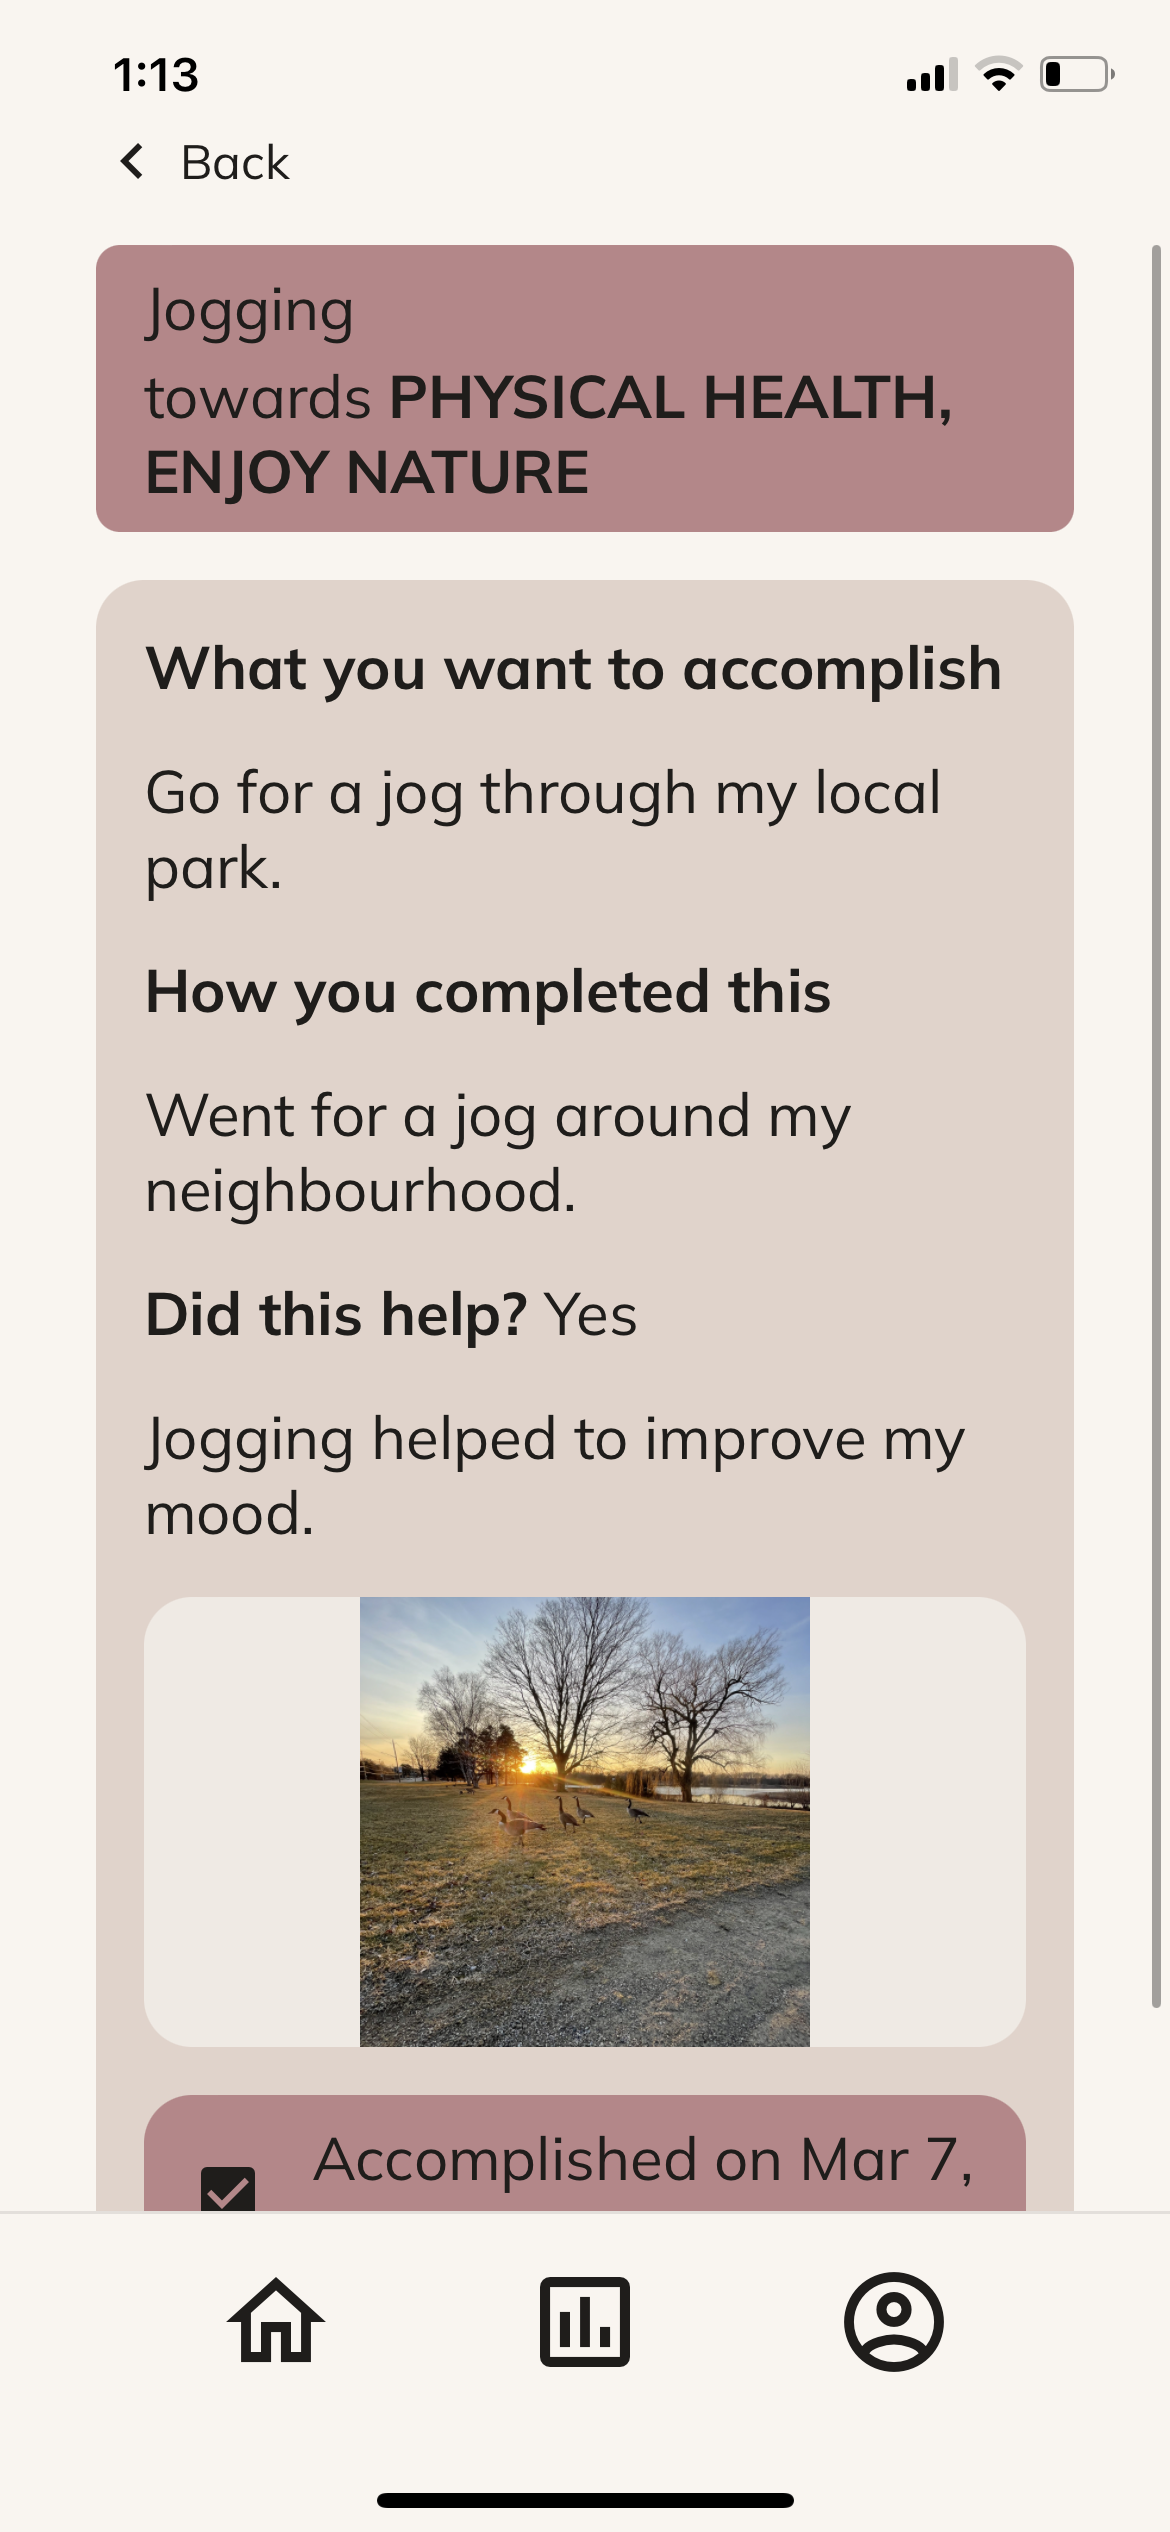 1:13
Back
Jogging
towards PHYSICAL HEALTH,
ENJOY NATURE
What you want to accomplish
Go for a jog through my local
park.
How you completed this
Went for a jog around my
neighbourhood.
Did this help? Yes
Jogging helped to improve my
mood.
Accomplished on Mar 7,